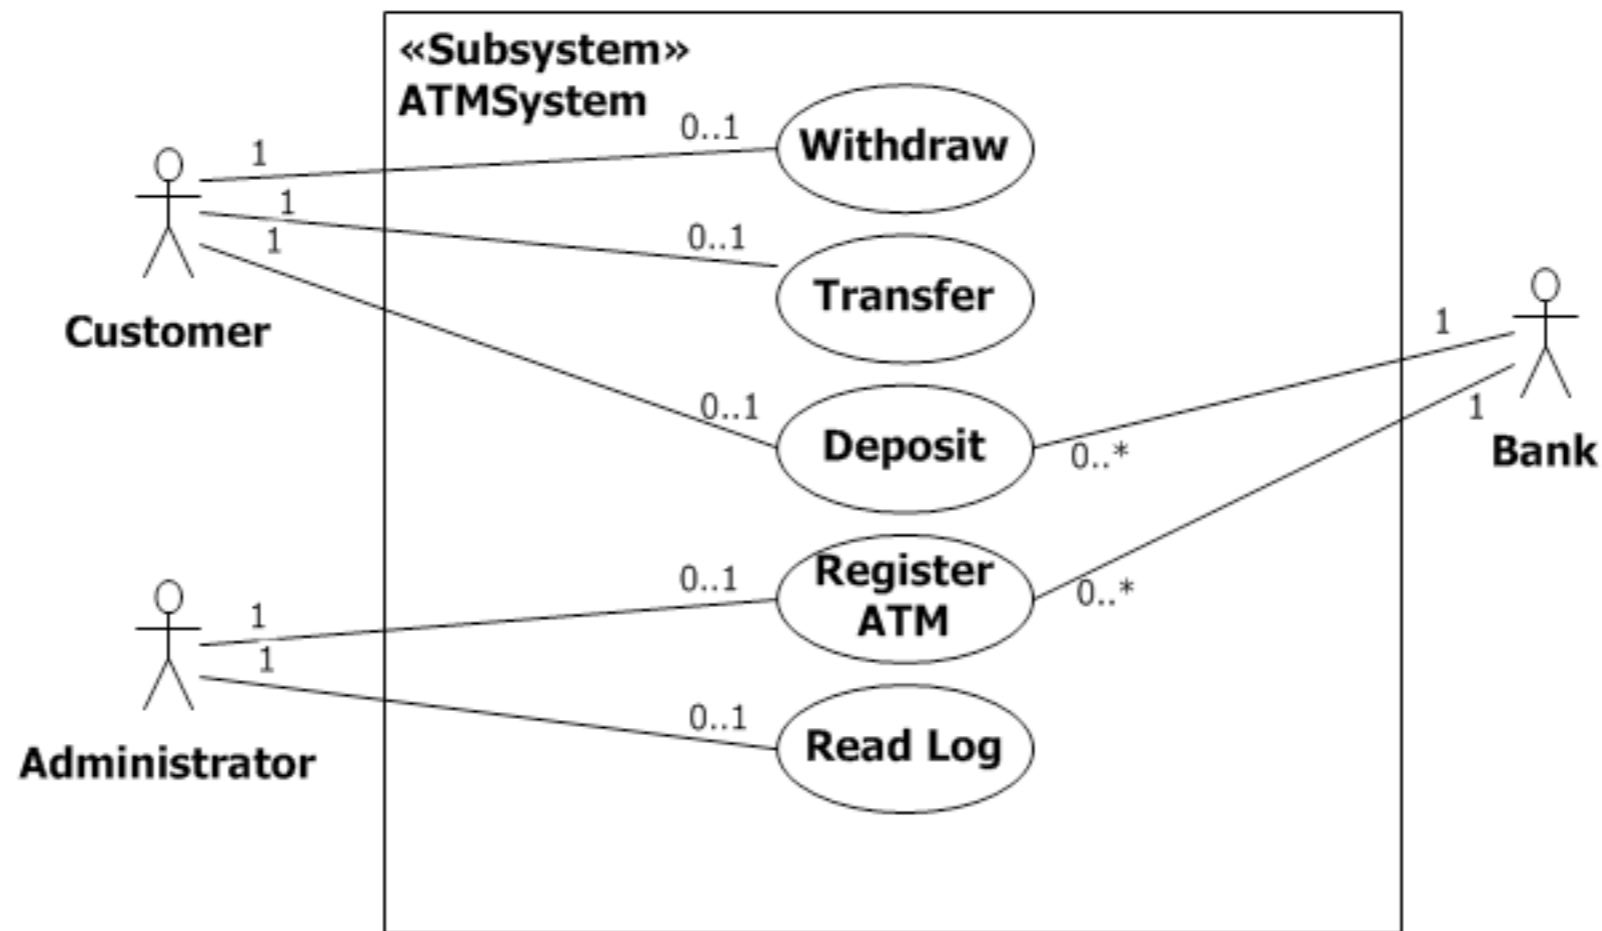 «Subsystem»
ATMSystem
1
0..1
Withdraw
1
0..1
Transfer
1
0..1
Deposit
1
0..*
Customer
Bank
1
0..1
Register
ATM
1
0..*
1
0..1
Read Log
Administrator